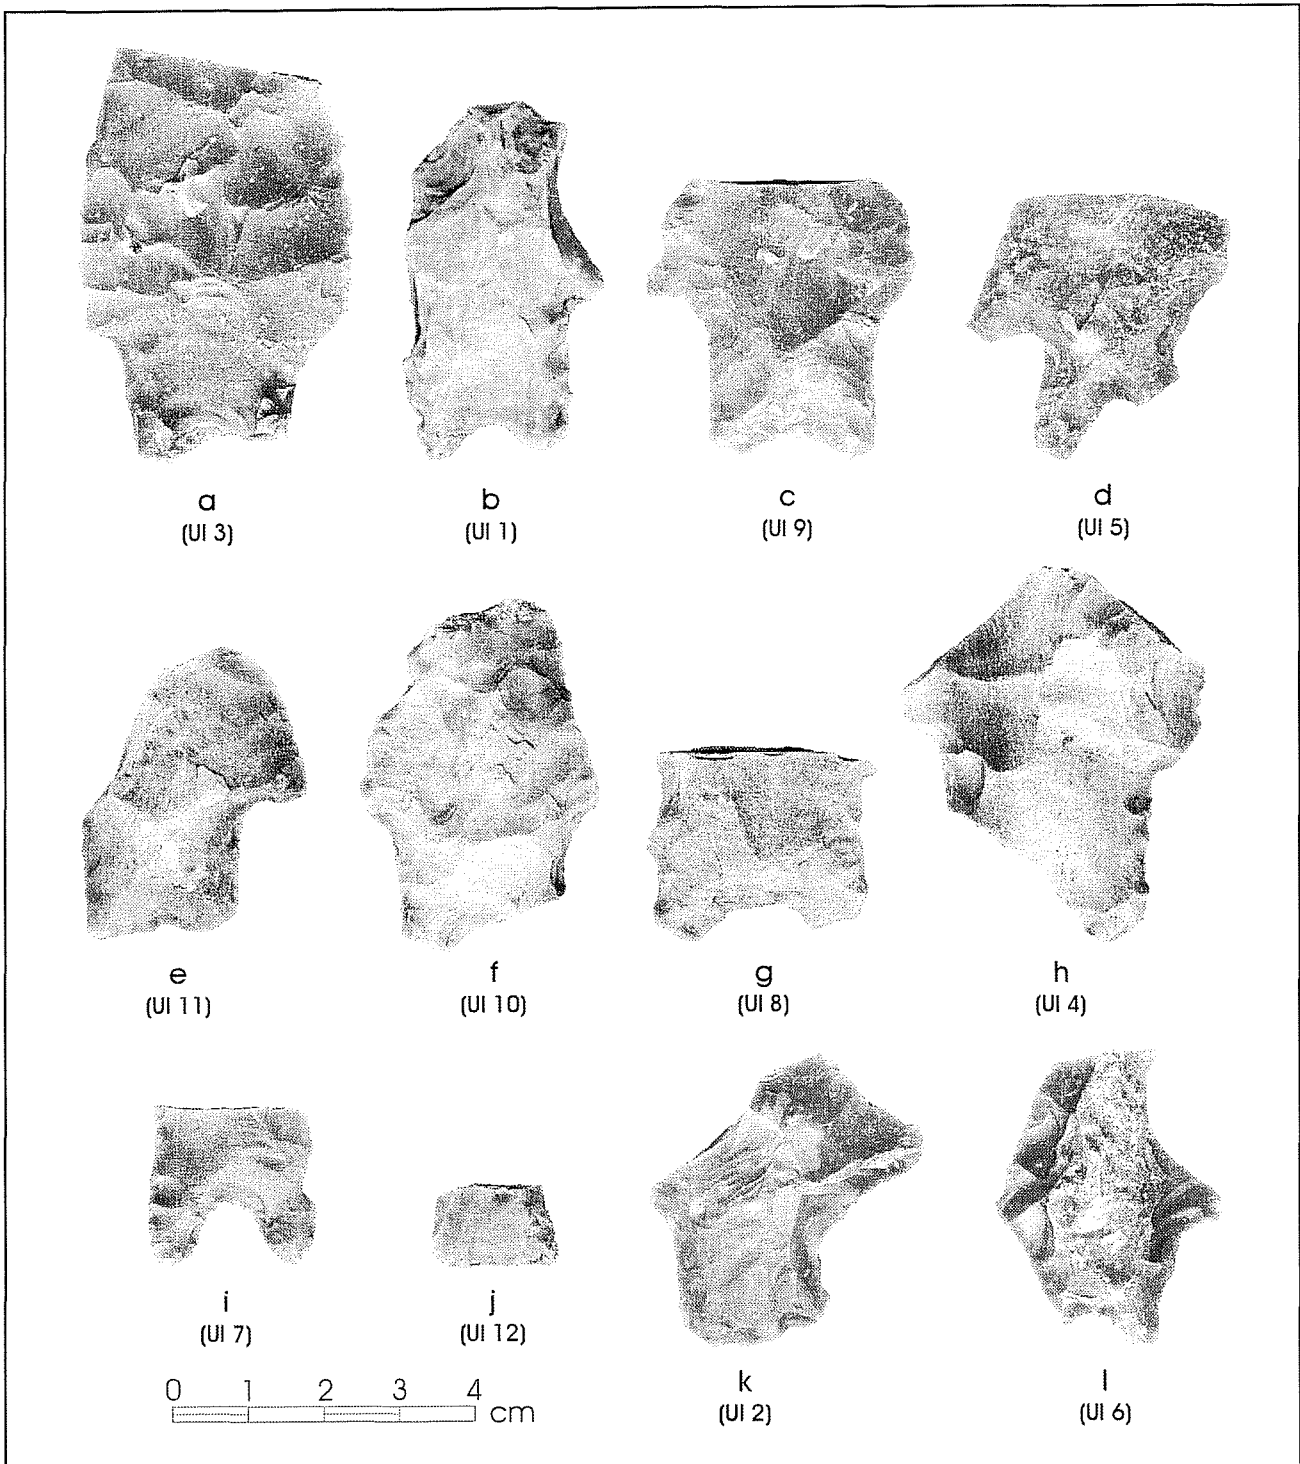 a
(UI 3)
b
(UI 1)
c
(UI 9)
d
(UI 5)
e
(UI 11)
f
(UI 10)
g
(UI 8)
h
(UI 4)
i
(UI 7)
j
(UI 12)
k
(UI 2)
l
(UI 6)
0 1 2 3 4 cm